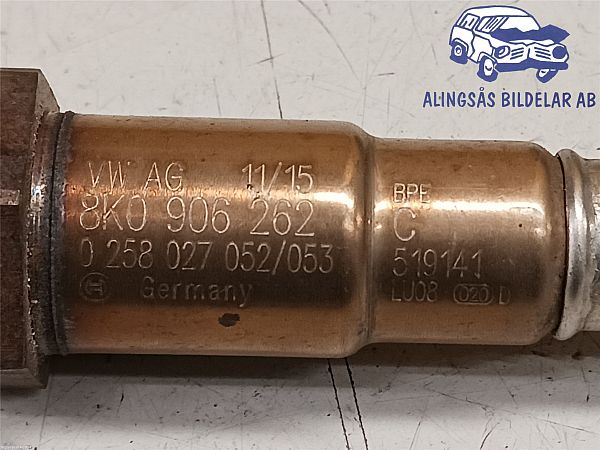 ALINGSÅS BILDELAR AB
VW AG 11/15
8K0 906 262
0 258 027 052/053
Germany
BPE
C
519141
LU08 020 D